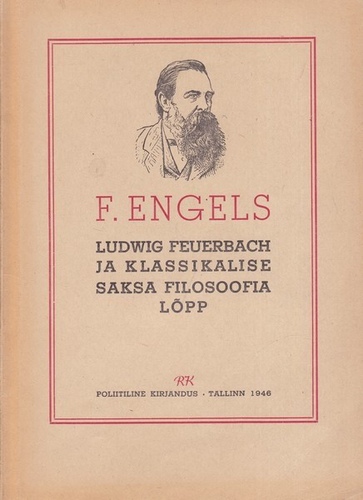 F. ENGELS
LUDWIG FEUERBACH
JA KLASSIKALISE
SAKSA FILOSOOFIA
LÕPP
RK
POLIITILINE KIRJANDUS · TALLINN 1946